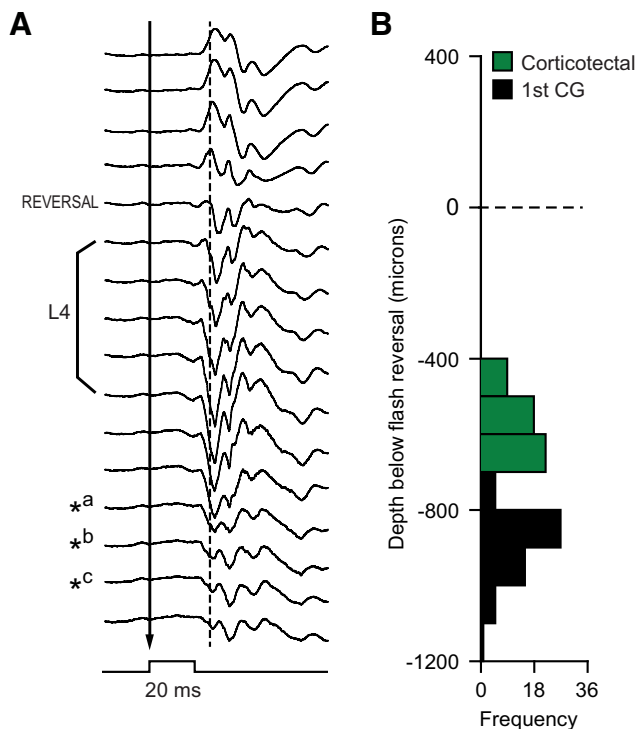 A
REVERSAL
L4
*a
*b
*c
20 ms
B
Corticotectal
1st CG
Depth below flash reversal (microns)
400
0
-400
-800
-1200
0 18 36
Frequency